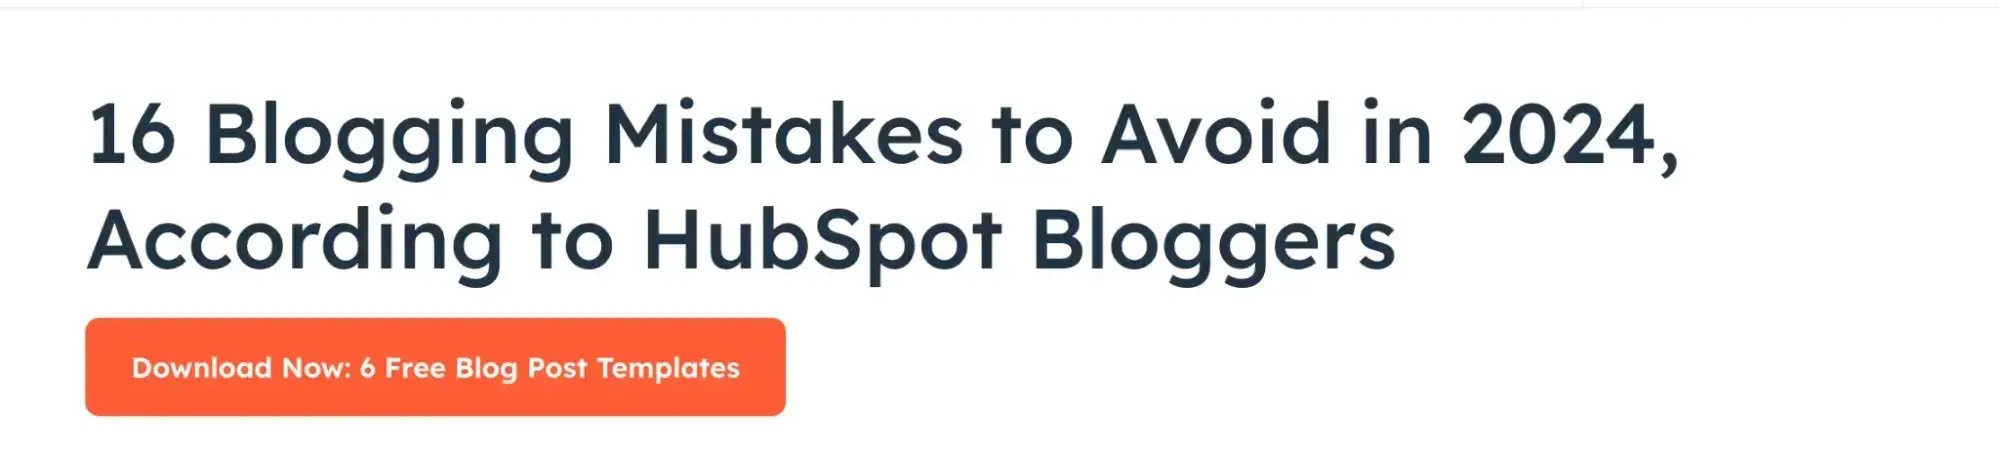 16 Blogging Mistakes to Avoid in 2024,
According to HubSpot Bloggers
Download Now: 6 Free Blog Post Templates